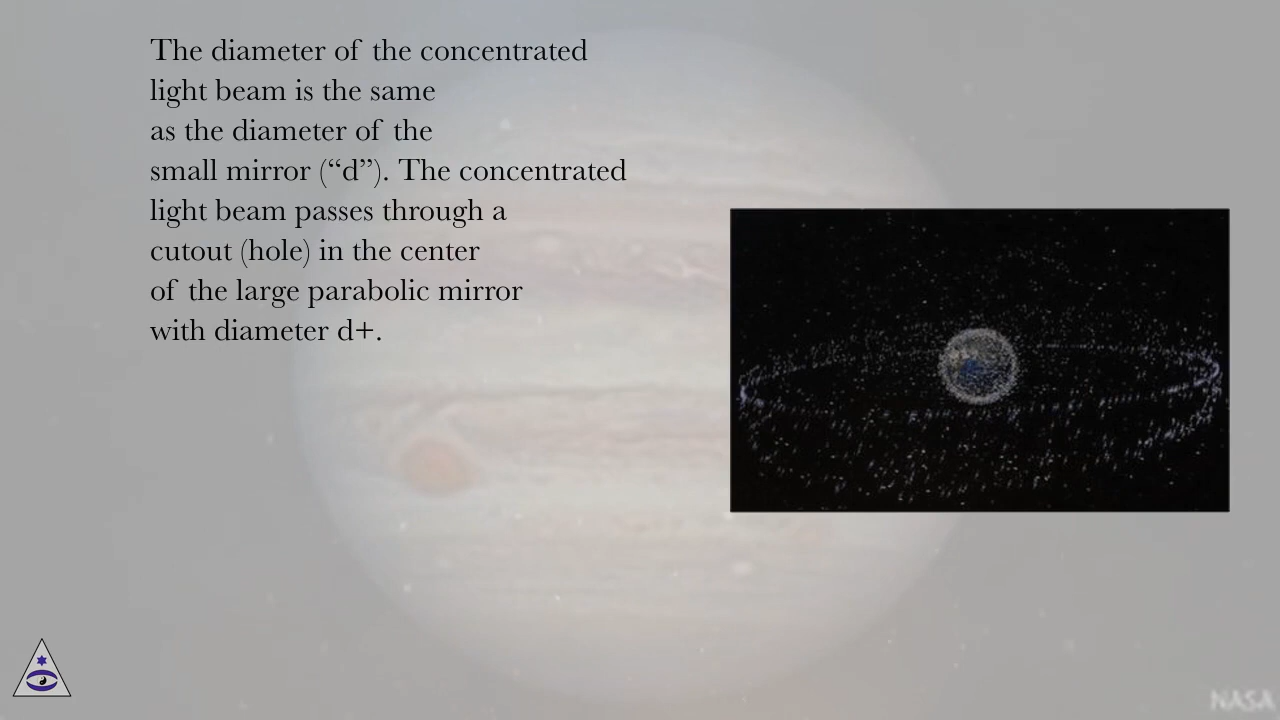 The diameter of the concentrated
light beam is the same
as the diameter of the
small mirror (“d”). The concentrated
light beam passes through a
cutout (hole) in the center
of the large parabolic mirror
with diameter d+.
NASA